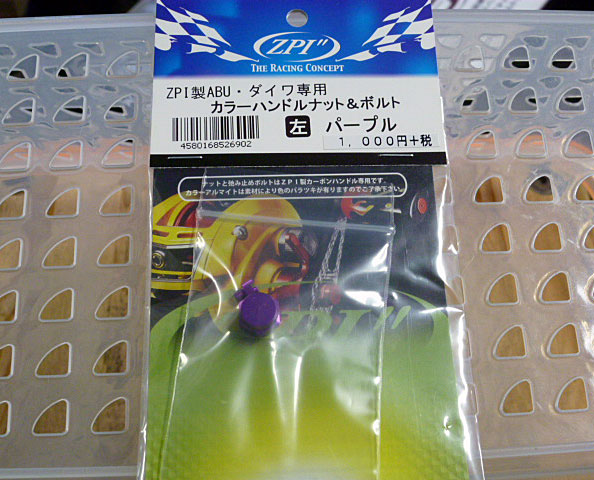 ZPI"
THE RACING CONCEPT
ZPI製ABU・ダイワ専用
カラーハンドルナット&ボルト
左 パープル
4580168526902
1,000円+税
ナットと弛み止めボルトはZPI製カーボンハンドル専用です。
カラーアルマイトは素材により色のバラツキが有りますのでご了承下さい。
ZPI"